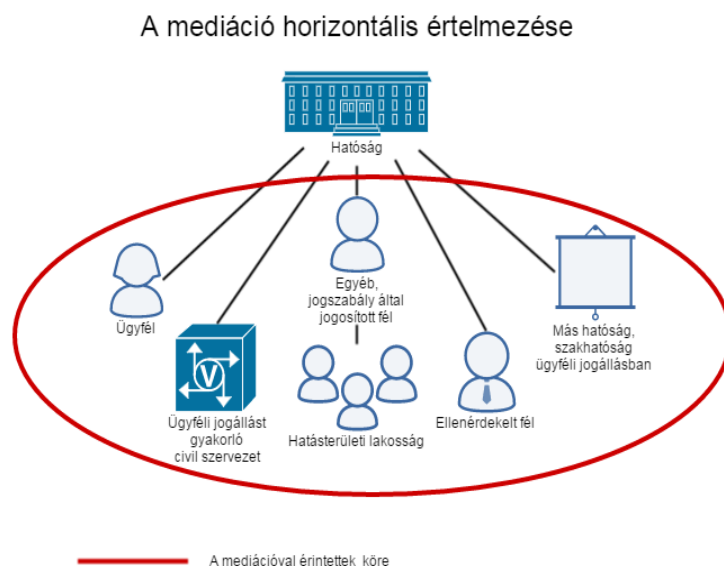 A mediáció horizontális értelmezése
Hatóság
Ügyfél
Egyéb,
jogszabály által
jogosított fél
Más hatóság,
szakhatóság
ügyféli jogállásban
V
Ügyféli jogállást
gyakorló
civil szervezet
Hatásterületi lakosság
Ellenérdekelt fél
A mediációval érintettek köre